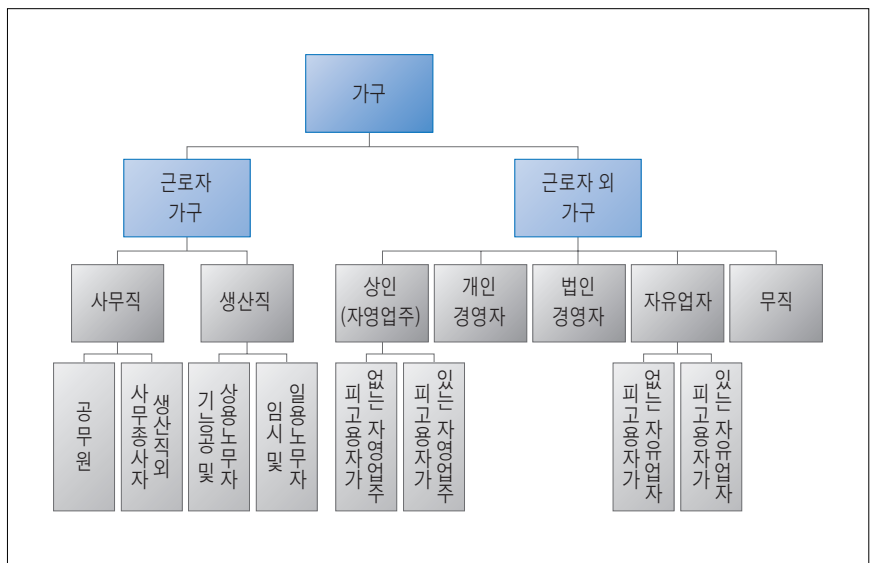 가구
근로자
가구
근로자 외
가구
사무직
생산직
상인
(자영업주)
개인
경영자
법인
경영자
자유업자
무직
공무원
생산직외
사무종사자
상용노무자
기능공 및
일용노무자
임시 및
없는 자영업주
피고용자가
있는 자영업주
피고용자가
없는 자유업자
피고용자가
있는 자유업자
피고용자가